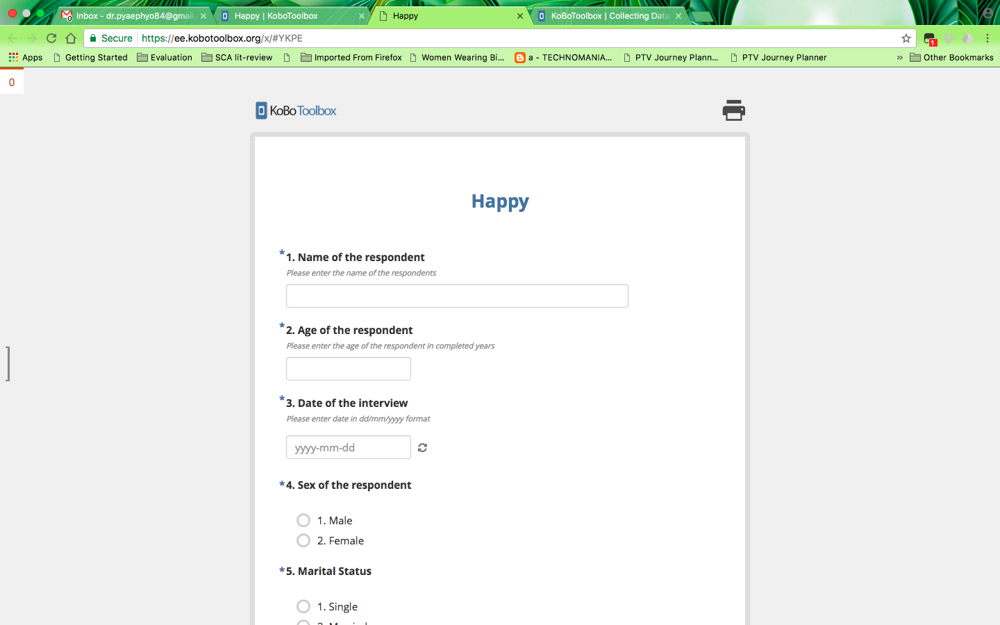 Inbox - dr.pyaephyo84@gmail.
Happy | KoboToolbox
Happy
KoBoToolbox | Collecting Data
Secure
https://ee.kobotoolbox.org/x/#YKPE
1
Apps
Getting Started
Evaluation
SCA lit-review
Imported From Firefox
Women Wearing Bi...
a - TECHNOMANIA...
PTV Journey Plann...
PTV Journey Planner
»
Other Bookmarks
0
KoBoToolbox
Happy
*1. Name of the respondent
Please enter the name of the respondents
*2. Age of the respondent
Please enter the age of the respondent in completed years
*3. Date of the interview
Please enter date in dd/mm/yyyy format
yyyy-mm-dd
*4. Sex of the respondent
1. Male
2. Female
*5. Marital Status
1. Single